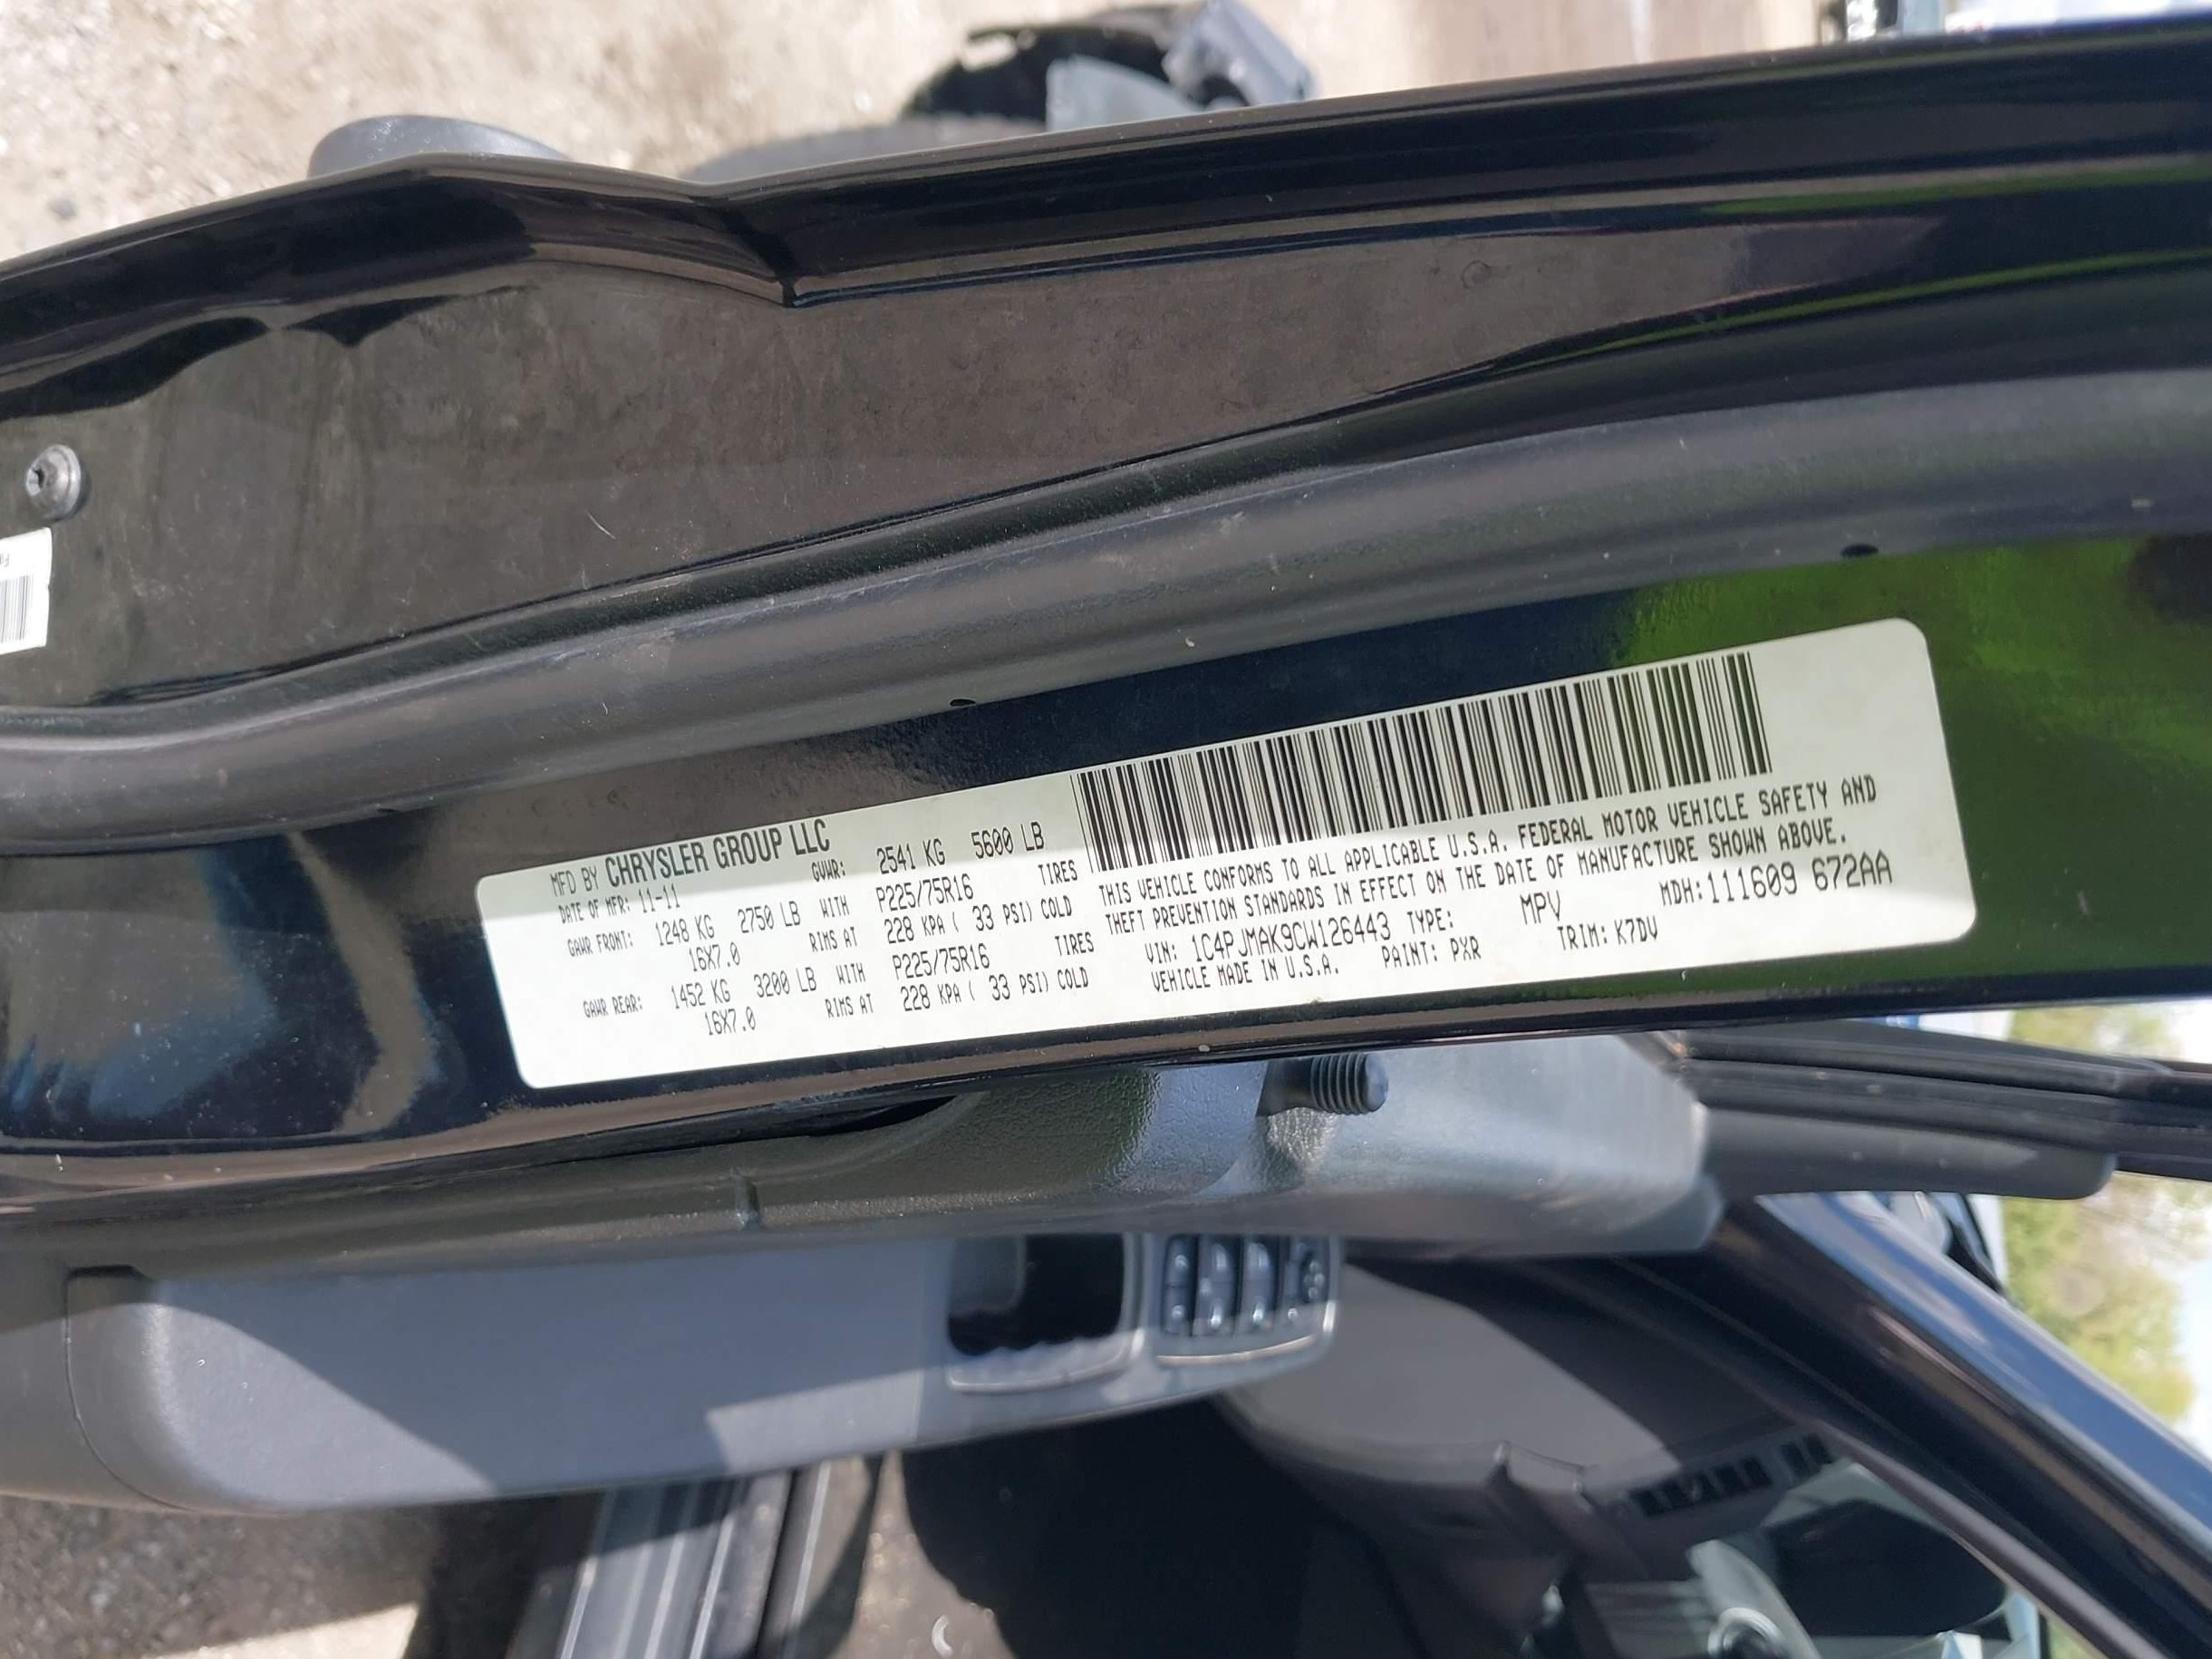 MFD BY CHRYSLER GROUP LLC
DATE OF MFR: 11-11 GVWR: 2541 KG 5600 LB
GAWR FRONT: 1248 KG 2750 LB WITH P225/75R16 TIRES
16X7.0 RIMS AT 228 KPA ( 33 PSI) COLD
GAWR REAR: 1452 KG 3200 LB WITH P225/75R16 TIRES
16X7.0 RIMS AT 228 KPA ( 33 PSI) COLD
THIS VEHICLE CONFORMS TO ALL APPLICABLE U.S.A. FEDERAL MOTOR VEHICLE SAFETY AND
THEFT PREVENTION STANDARDS IN EFFECT ON THE DATE OF MANUFACTURE SHOWN ABOVE.
VIN: 1C4PJMAK9CW126443 TYPE: MPV MDH:111609 672AA
VEHICLE MADE IN U.S.A. PAINT: PXR TRIM: K7DV